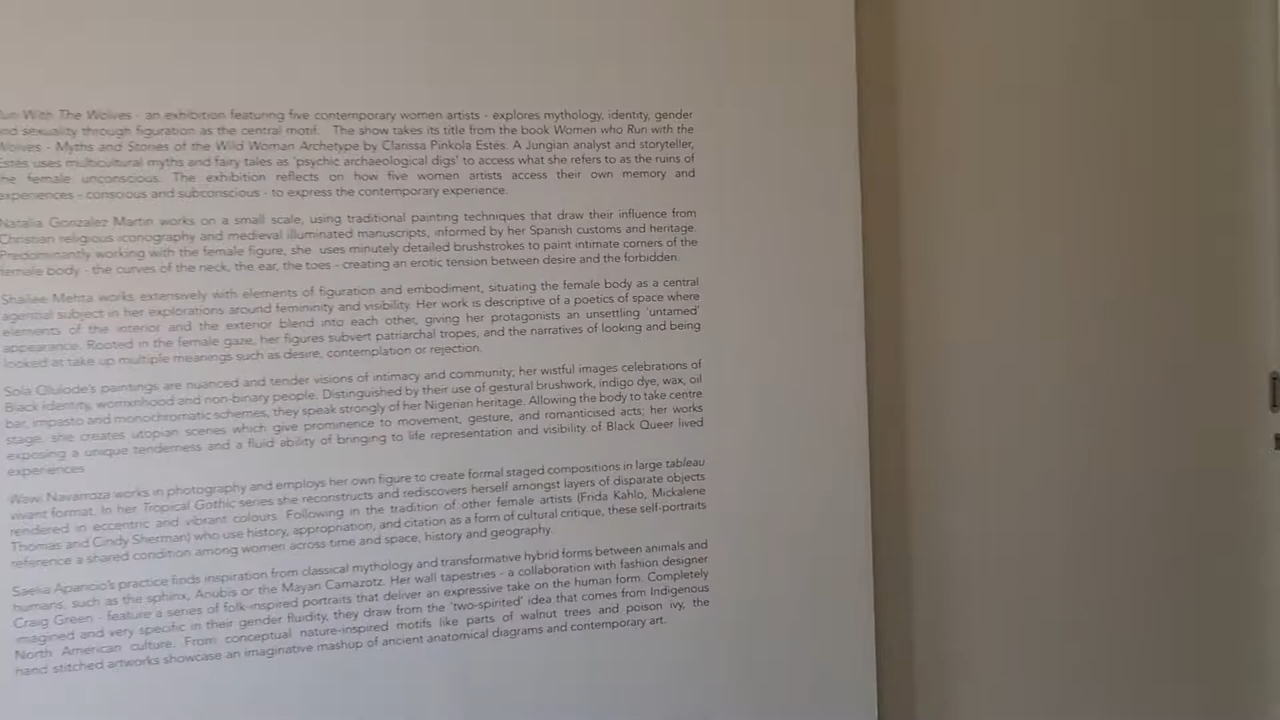 un With The Wolves - an exhibition featuring five contemporary women artists - explores mythology, identity, gender
nd sexuality through figuration as the central motif. The show takes its title from the book Women who Run with the
Wolves - Myths and Stories of the Wild Woman Archetype by Clarissa Pinkola Estés. A Jungian analyst and storyteller,
Estés uses multicultural myths and fairy tales as 'psychic archaeological digs' to access what she refers to as the ruins of
he female unconscious. The exhibition reflects on how five women artists access their own memory and
experiences - conscious and subconscious - to express the contemporary experience.
Natalia Gonzalez Martin works on a small scale, using traditional painting techniques that draw their influence from
Christian religious iconography and medieval illuminated manuscripts, informed by her Spanish customs and heritage.
Predominantly working with the female figure, she uses minutely detailed brushstrokes to paint intimate corners of the
female body - the curves of the neck, the ear, the toes - creating an erotic tension between desire and the forbidden.
Shailee Mehta works extensively with elements of figuration and embodiment, situating the female body as a central
agential subject in her explorations around femininity and visibility. Her work is descriptive of a poetics of space where
elements of the interior and the exterior blend into each other, giving her protagonists an unsettling 'untamed'
appearance. Rooted in the female gaze, her figures subvert patriarchal tropes, and the narratives of looking and being
looked at take up multiple meanings such as desire, contemplation or rejection.
Sola Olulode's paintings are nuanced and tender visions of intimacy and community; her wistful images celebrations of
Black identity, womxnhood and non-binary people. Distinguished by their use of gestural brushwork, indigo dye, wax, oil
bar, impasto and monochromatic schemes, they speak strongly of her Nigerian heritage. Allowing the body to take centre
stage, she creates utopian scenes which give prominence to movement, gesture, and romanticised acts; her works
exposing a unique tenderness and a fluid ability of bringing to life representation and visibility of Black Queer lived
experiences
Wawi Navarroza works in photography and employs her own figure to create formal staged compositions in large tableau
vivant format. In her Tropical Gothic series she reconstructs and rediscovers herself amongst layers of disparate objects
rendered in eccentric and vibrant colours. Following in the tradition of other female artists (Frida Kahlo, Mickalene
Thomas and Cindy Sherman) who use history, appropriation, and citation as a form of cultural critique, these self-portraits
reference a shared condition among women across time and space, history and geography.
Saelia Aparicio's practice finds inspiration from classical mythology and transformative hybrid forms between animals and
humans, such as the sphinx, Anubis or the Mayan Camazotz. Her wall tapestries - a collaboration with fashion designer
Craig Green - feature a series of folk-inspired portraits that deliver an expressive take on the human form. Completely
imagined and very specific in their gender fluidity, they draw from the 'two-spirited' idea that comes from Indigenous
North American culture. From conceptual nature-inspired motifs like parts of walnut trees and poison ivy, the
hand stitched artworks showcase an imaginative mashup of ancient anatomical diagrams and contemporary art.